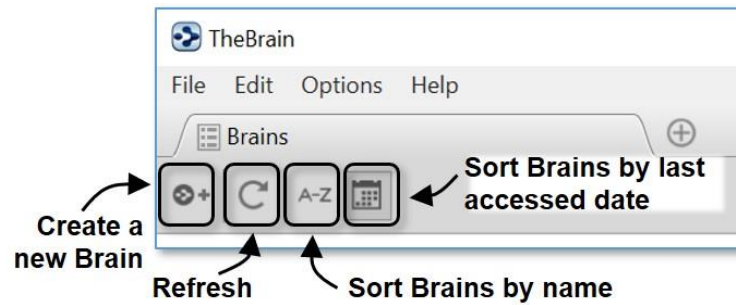 TheBrain
File Edit Options Help
Brains
A-Z
Sort Brains by last
accessed date
Create a
new Brain
Refresh
Sort Brains by name